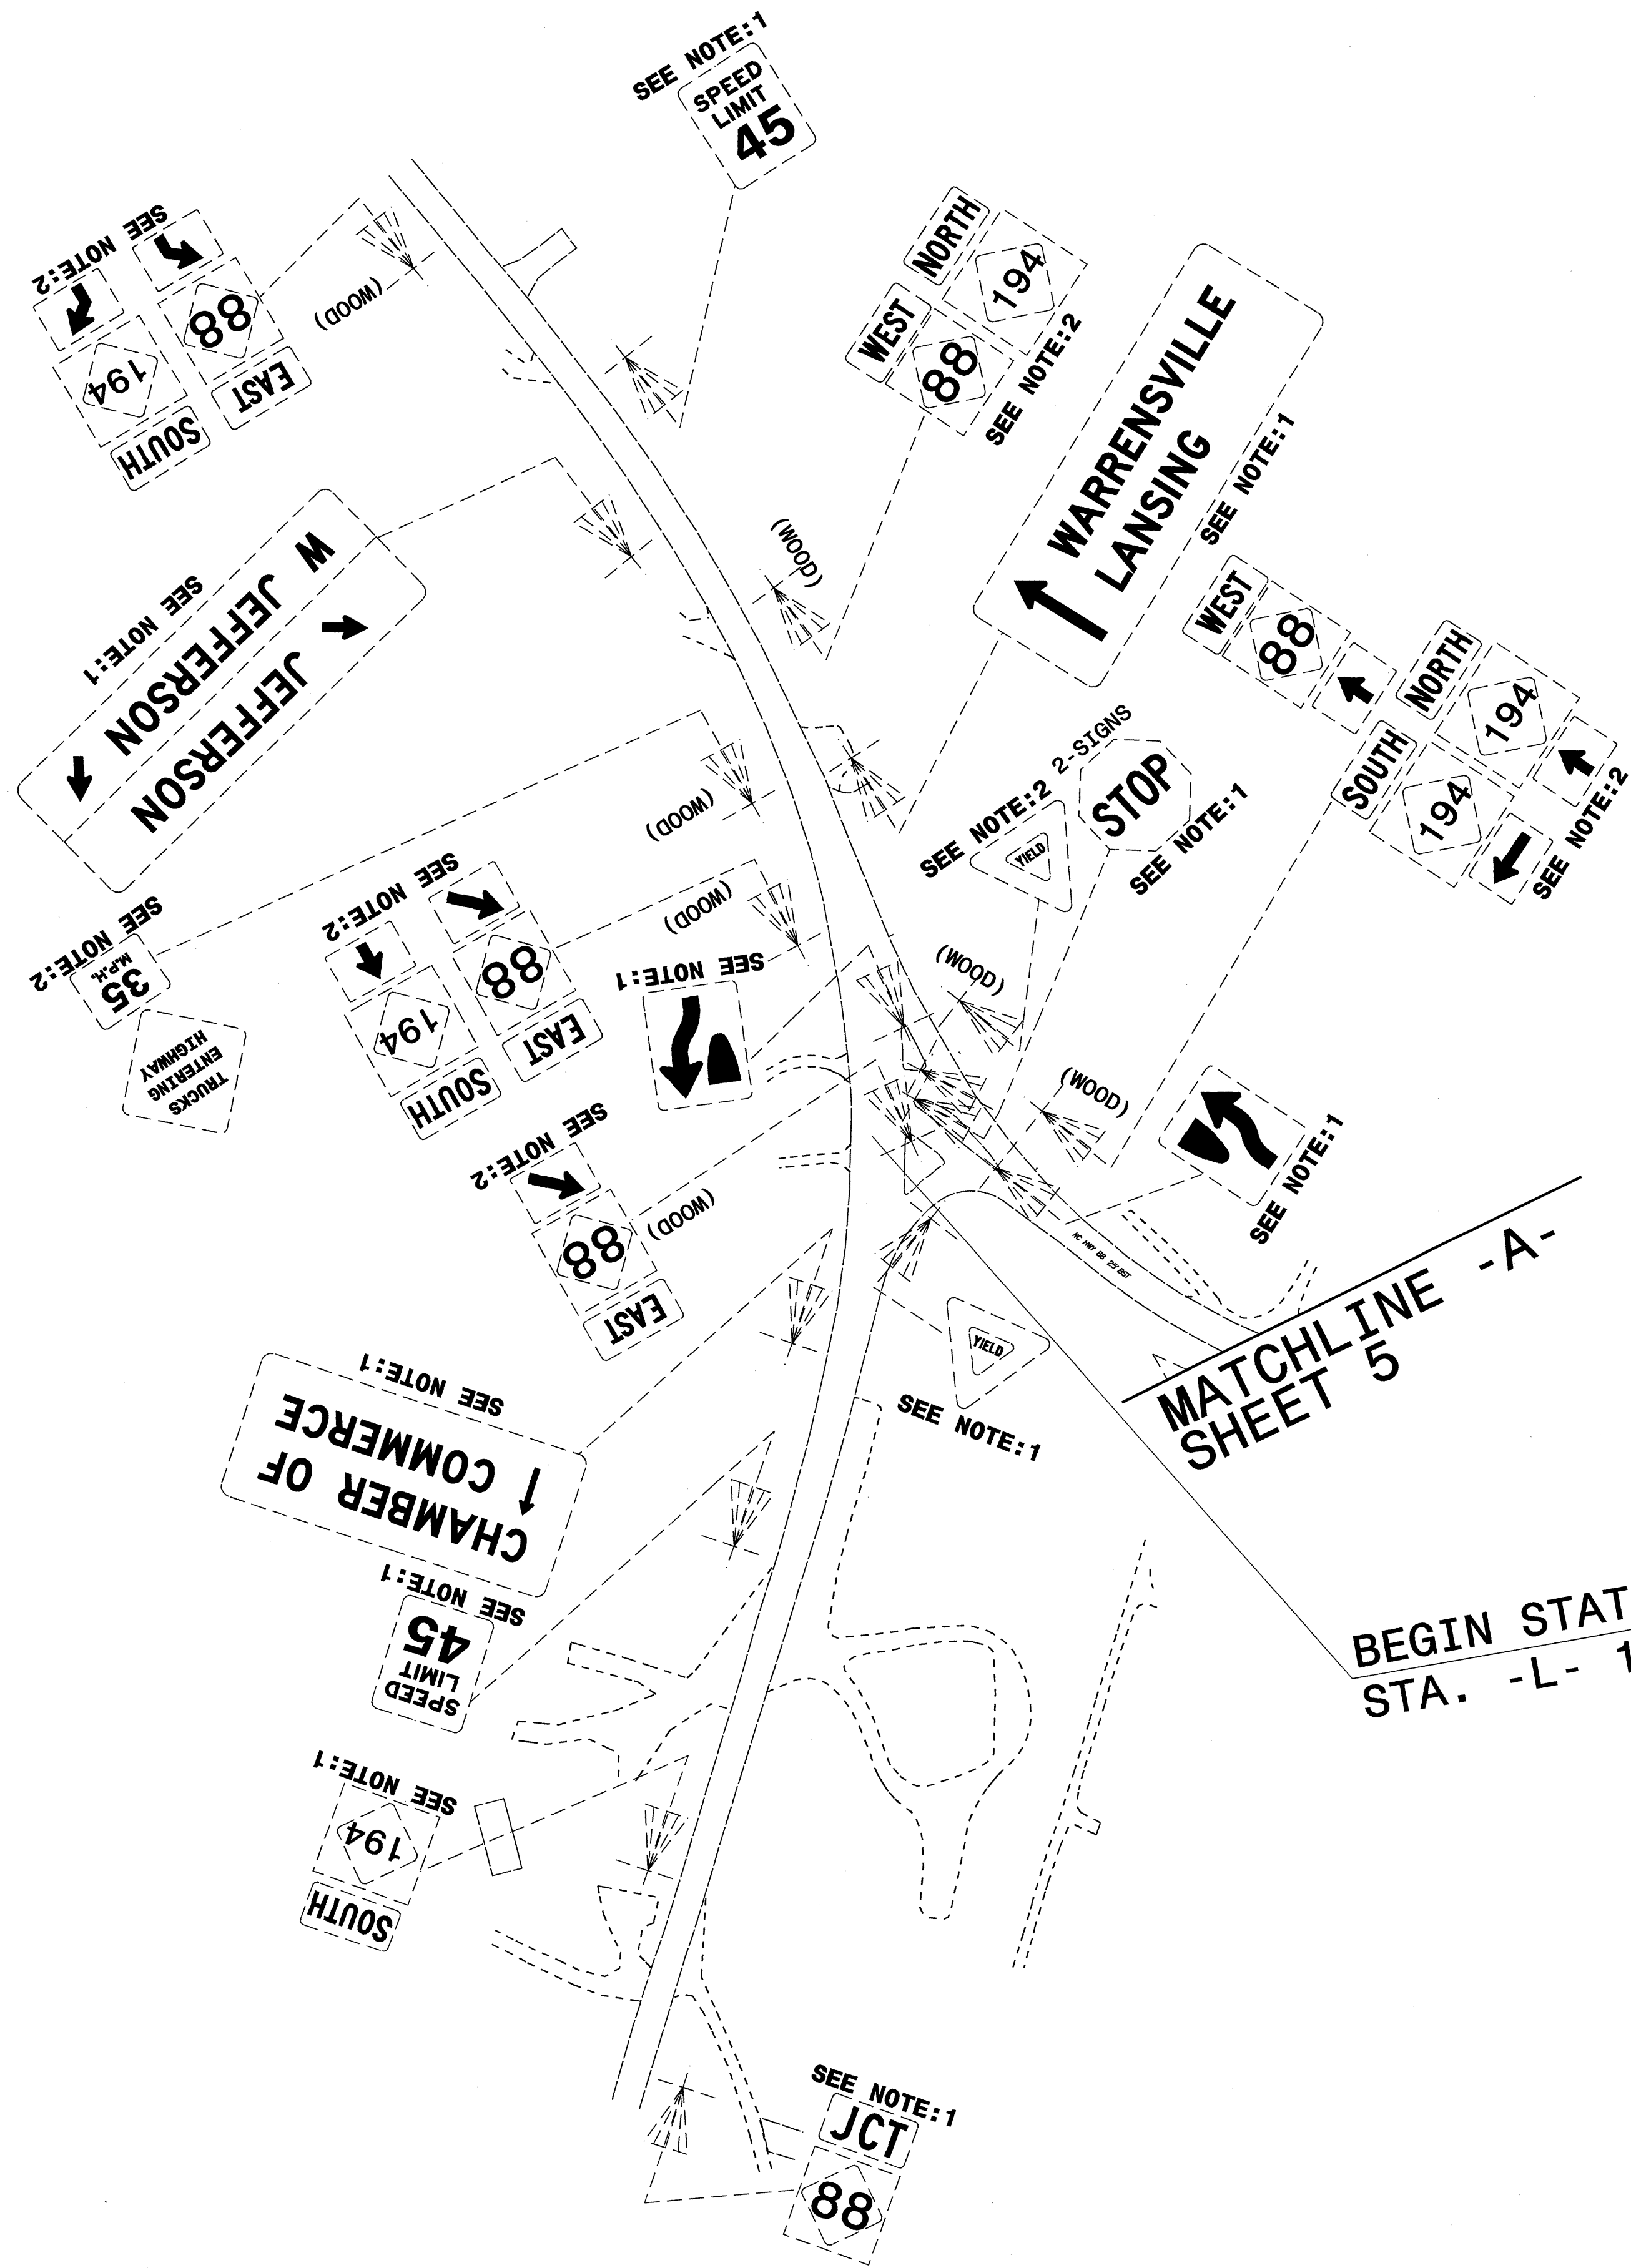 SEE NOTE:1
SPEED
LIMIT
45
SEE NOTE:2
88
EAST
194
SOUTH
(WOOD)
NORTH
194
WEST
88
SEE NOTE:2
WARRENSVILLE
LANSING
SEE NOTE:1
(WOOD)
SEE NOTE:1
W JEFFERSON
JEFFERSON
WEST
88
NORTH
194
SOUTH
194
SEE NOTE:2
SEE NOTE:2
2-SIGNS
YIELD
STOP
SEE NOTE:1
(WOOD)
SEE NOTE:2
35
M.P.H.
TRUCKS
ENTERING
HIGHWAY
SEE NOTE:2
88
EAST
194
SOUTH
(WOOD)
SEE NOTE:1
(WOOD)
(WOOD)
SEE NOTE:1
SEE NOTE:2
88
EAST
(WOOD)
NC HWY 88 25' BST
YIELD
SEE NOTE:1
MATCHLINE -A-
SHEET 5
SEE NOTE:1
CHAMBER OF
COMMERCE
SEE NOTE:1
SPEED
LIMIT
45
BEGIN STAT
STA. -L- 1
SEE NOTE:1
194
SOUTH
SEE NOTE:1
JCT
88